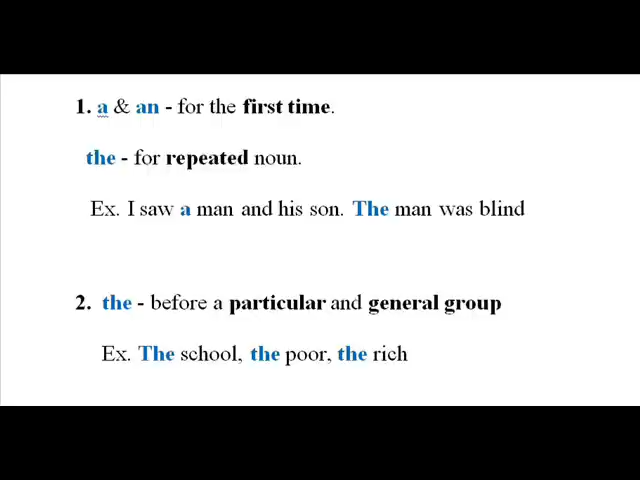 1. a & an - for the first time.
the - for repeated noun.
Ex. I saw a man and his son. The man was blind
2. the - before a particular and general group
Ex. The school, the poor, the rich